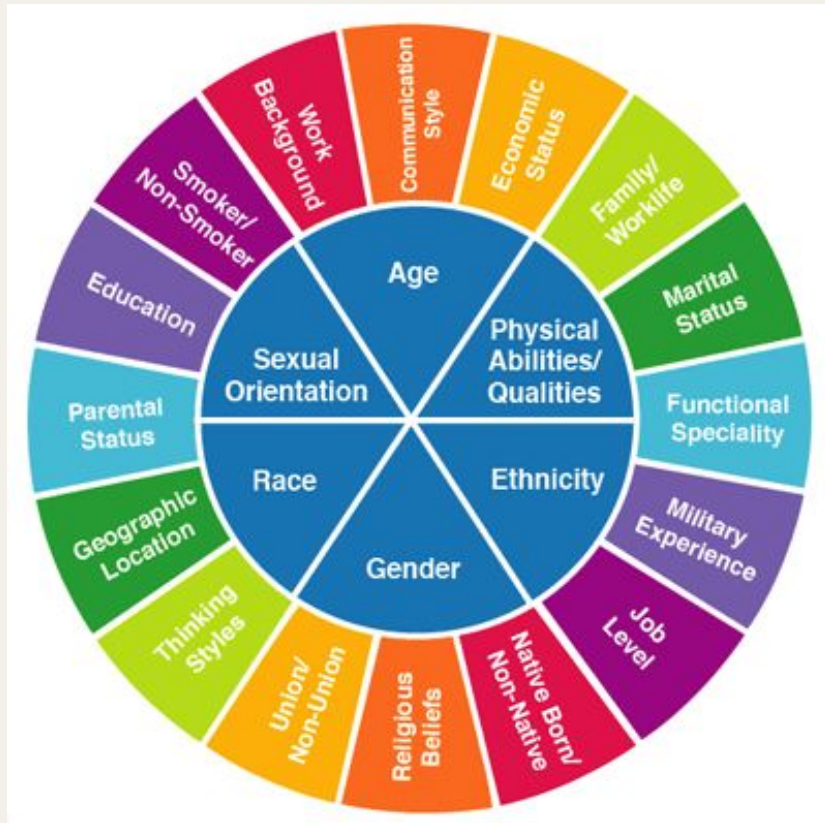 Communication
Style
Economic
Status
Family/
Worklife
Marital
Status
Functional
Speciality
Military
Experience
Job
Level
Native Born/
Non-Native
Religious
Beliefs
Union/
Non-Union
Thinking
Styles
Geographic
Location
Parental
Status
Education
Smoker/
Non-Smoker
Work
Background
Age
Physical
Abilities/
Qualities
Ethnicity
Gender
Race
Sexual
Orientation